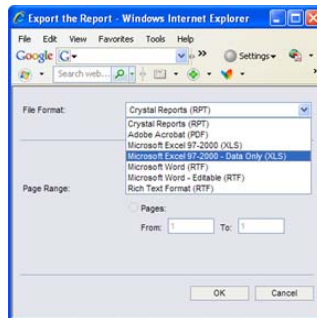 Export the Report - Windows Internet Explorer
File Edit View Favorites Tools Help
Google G Settings
Search web...
File Format: Crystal Reports (RPT)
Crystal Reports (RPT)
Adobe Acrobat (PDF)
Microsoft Excel 97-2000 (XLS)
Microsoft Excel 97-2000 - Data Only (XLS)
Microsoft Word (RTF)
Microsoft Word - Editable (RTF)
Rich Text Format (RTF)
Page Range:
Pages:
From: 1 To: 1
OK Cancel